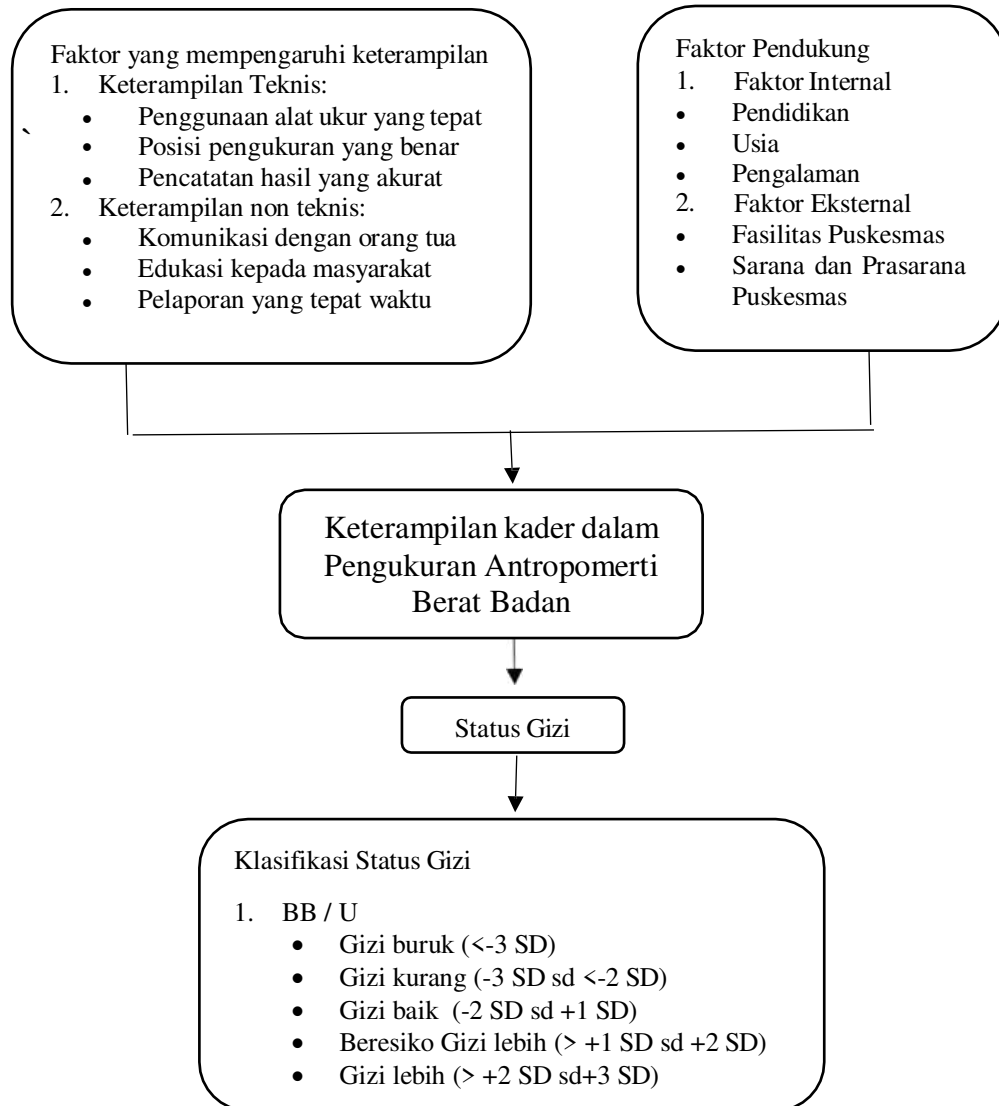 Faktor yang mempengaruhi keterampilan
1. Keterampilan Teknis:
• Penggunaan alat ukur yang tepat
• Posisi pengukuran yang benar
• Pencatatan hasil yang akurat
2. Keterampilan non teknis:
• Komunikasi dengan orang tua
• Edukasi kepada masyarakat
• Pelaporan yang tepat waktu
`
Faktor Pendukung
1. Faktor Internal
• Pendidikan
• Usia
• Pengalaman
2. Faktor Eksternal
• Fasilitas Puskesmas
• Sarana dan Prasarana
Puskesmas
Keterampilan kader dalam
Pengukuran Antropomerti
Berat Badan
Status Gizi
Klasifikasi Status Gizi
1. BB / U
• Gizi buruk (<-3 SD)
• Gizi kurang (-3 SD sd <-2 SD)
• Gizi baik (-2 SD sd +1 SD)
• Beresiko Gizi lebih (> +1 SD sd +2 SD)
• Gizi lebih (> +2 SD sd+3 SD)